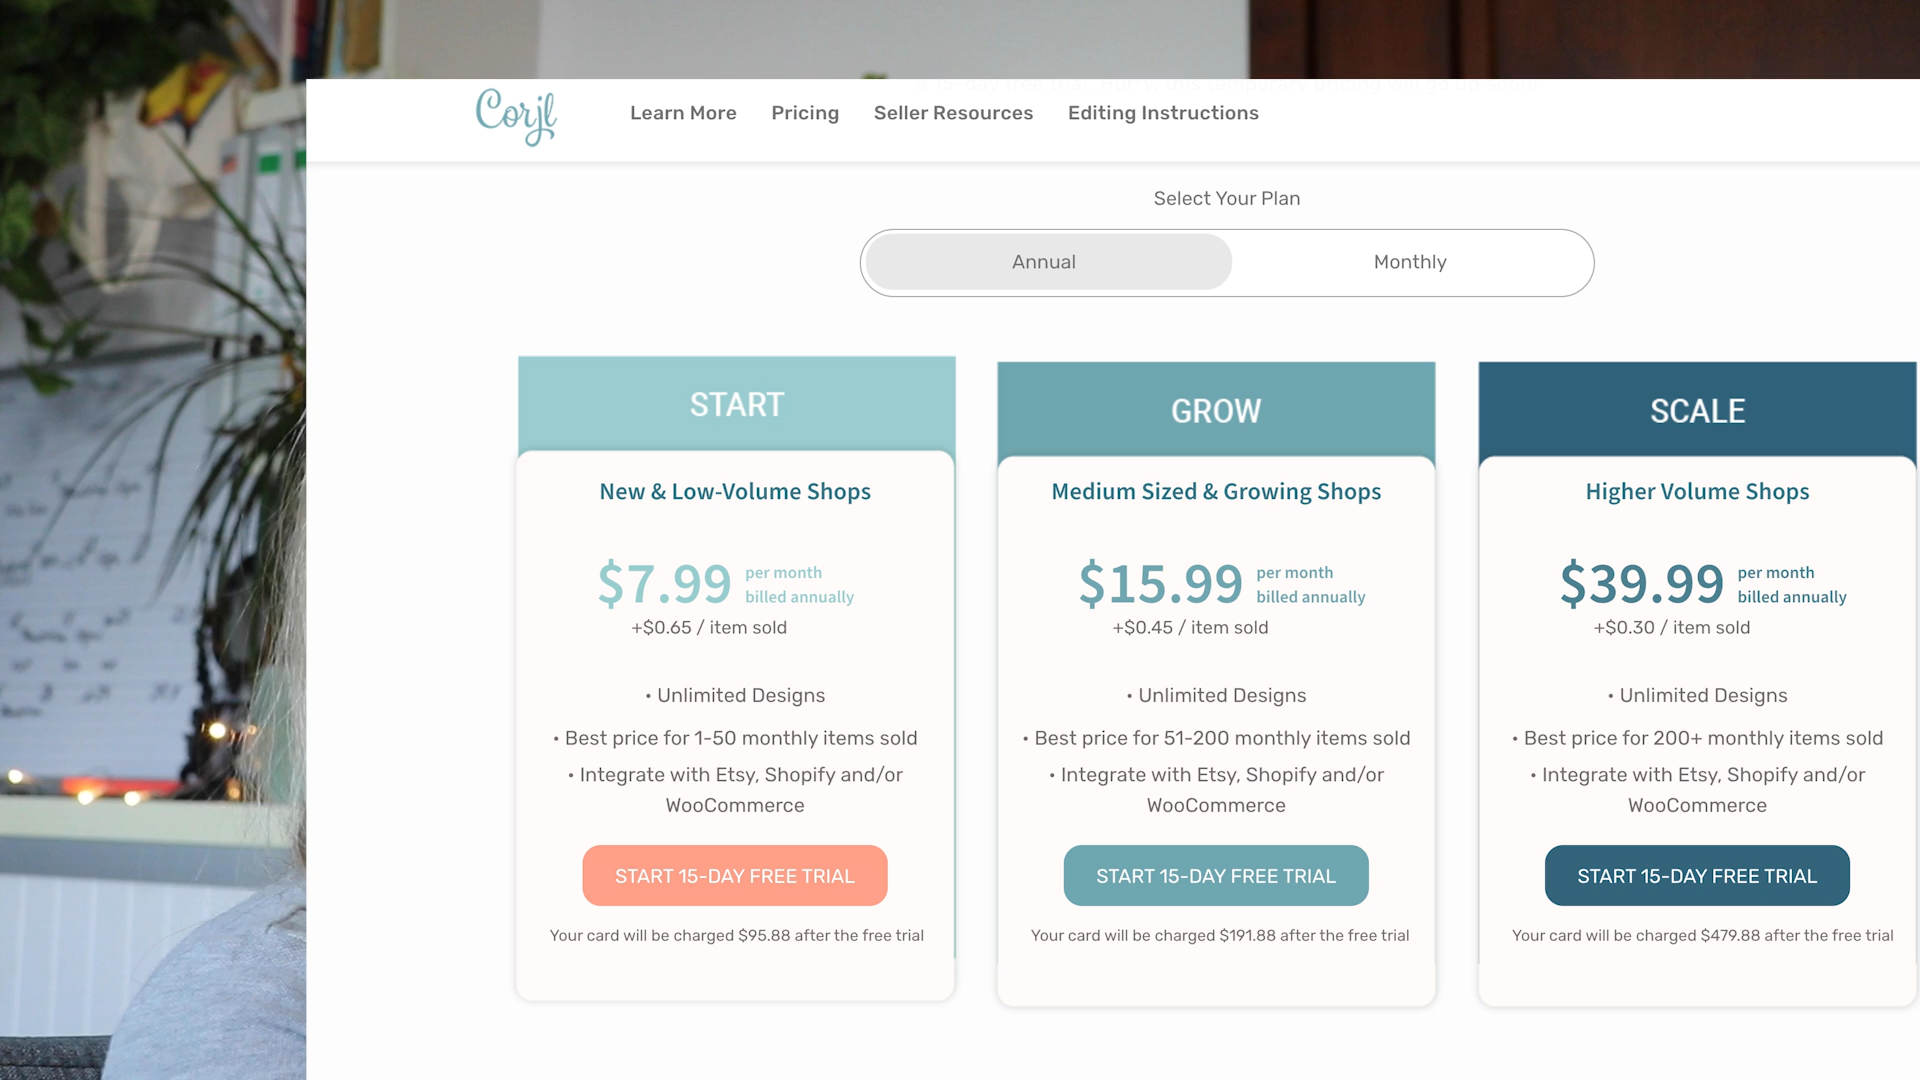 Corjl
Learn More
Pricing
Seller Resources
Editing Instructions
Select Your Plan
Annual
Monthly
START
New & Low-Volume Shops
$7.99
per month
billed annually
+$0.65 / item sold
• Unlimited Designs
• Best price for 1-50 monthly items sold
• Integrate with Etsy, Shopify and/or
WooCommerce
START 15-DAY FREE TRIAL
Your card will be charged $95.88 after the free trial
GROW
Medium Sized & Growing Shops
$15.99
per month
billed annually
+$0.45 / item sold
• Unlimited Designs
• Best price for 51-200 monthly items sold
• Integrate with Etsy, Shopify and/or
WooCommerce
START 15-DAY FREE TRIAL
Your card will be charged $191.88 after the free trial
SCALE
Higher Volume Shops
$39.99
per month
billed annually
+$0.30 / item sold
• Unlimited Designs
• Best price for 200+ monthly items sold
• Integrate with Etsy, Shopify and/or
WooCommerce
START 15-DAY FREE TRIAL
Your card will be charged $479.88 after the free trial